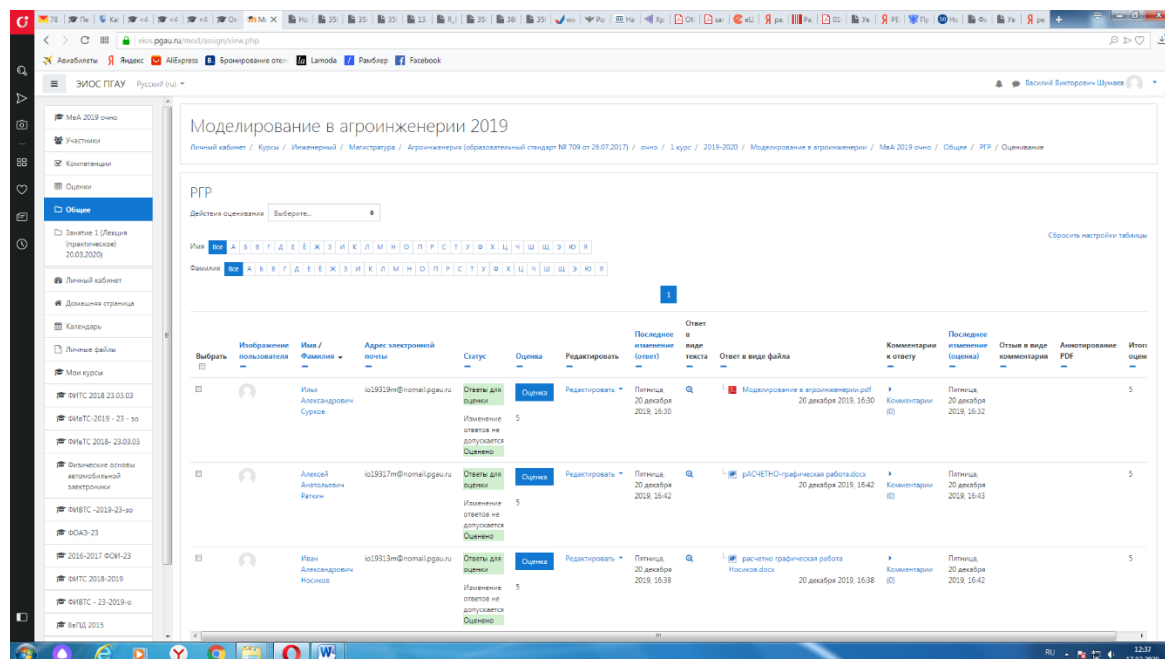 eios.pgau.ru/mod/assign/view.php
Авиабилеты
Яндекс
AliExpress
Бронирование отел
Lamoda
Рамблер
Facebook
ЭИОС ПГАУ
Русский (ru)
Василий Викторович Шумаев
МвА 2019 очно
Участники
Компетенции
Оценки
Общее
Занятие 1 (Лекция
(практическое)
20.03.2020)
Личный кабинет
Домашняя страница
Календарь
Личные файлы
Мои курсы
ФИТС 2018 23.03.03
ФИвТС-2019 - 23 - зо
ФИвТС 2018- 23.03.03
Физические основы
автомобильной
электроники
ФИВТС -2019-23-зо
ФОАЭ-23
2016-2017 ФОИ-23
ФИТС 2018-2019
ФИВТС - 23-2019-о
ВвПД 2015
Моделирование в агроинженерии 2019
Личный кабинет / Курсы / Инженерный / Магистратура / Агроинженерия (образовательный стандарт № 709 от 26.07.2017) / очно / 1 курс / 2019-2020 / Моделирование в агроинженерии / МвА 2019 очно / Общее / РГР / Оценивание
РГР
Действия оценивания
Выберите...
Сбросить настройки таблицы
Имя Все А Б В Г Д Е Ё Ж З И К Л М Н О П Р С Т У Ф Х Ц Ч Ш Щ Э Ю Я
Фамилия Все А Б В Г Д Е Ё Ж З И К Л М Н О П Р С Т У Ф Х Ц Ч Ш Щ Э Ю Я
1
Выбрать
Изображение
пользователя
Имя /
Фамилия
Адрес электронной
почты
Статус
Оценка
Редактировать
Последнее
изменение
(ответ)
Ответ
в
виде
текста
Ответ в виде файла
Комментарии
к ответу
Последнее
изменение
(оценка)
Отзыв в виде
комментария
Аннотирование
PDF
Итого
оцен
Илья
Александрович
Сурков
io19319m@nomail.pgau.ru
Ответы для
оценки
Изменение
ответов не
допускается
Оценено
Оценка
5
Редактировать
Пятница,
20 декабря
2019, 16:30
Моделирование в агроинженерии.pdf
20 декабря 2019, 16:30
Комментарии
(0)
Пятница,
20 декабря
2019, 16:32
5
Алексей
Анатольевич
Раткин
io19317m@nomail.pgau.ru
Ответы для
оценки
Изменение
ответов не
допускается
Оценено
Оценка
5
Редактировать
Пятница,
20 декабря
2019, 16:42
рАСЧЕТНО-графическая работа.docx
20 декабря 2019, 16:42
Комментарии
(0)
Пятница,
20 декабря
2019, 16:43
5
Иван
Александрович
Носиков
io19313m@nomail.pgau.ru
Ответы для
оценки
Изменение
ответов не
допускается
Оценено
Оценка
5
Редактировать
Пятница,
20 декабря
2019, 16:38
расчетно графическая работа
Носиков.docx
20 декабря 2019, 16:38
Комментарии
(0)
Пятница,
20 декабря
2019, 16:42
5
RU
12:37